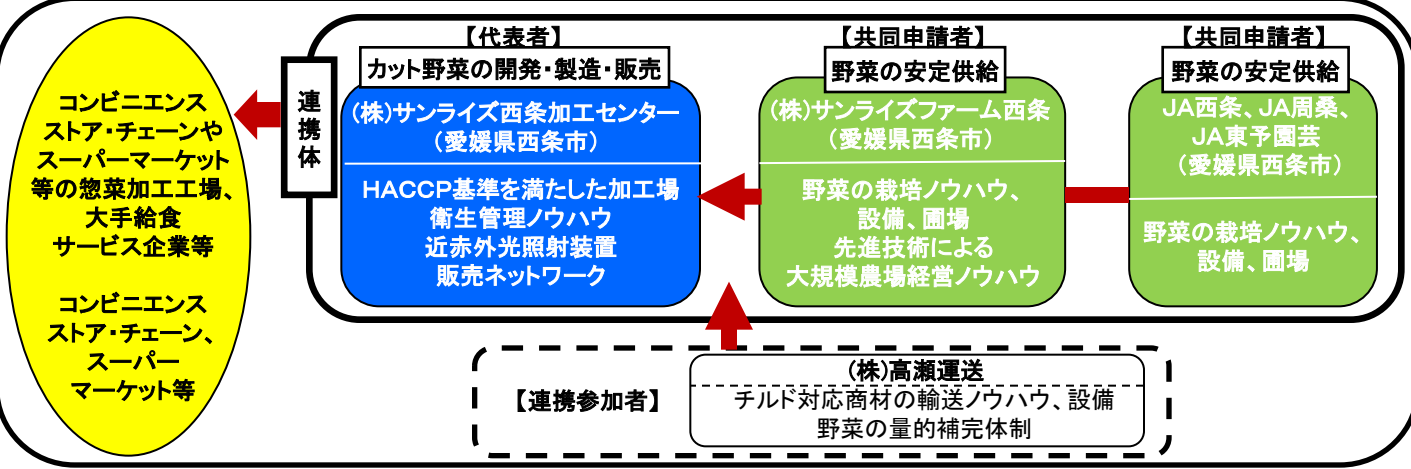 コンビニエンス
ストア・チェーンや
スーパーマーケット
等の惣菜加工工場、
大手給食
サービス企業等
コンビニエンス
ストア・チェーン、
スーパー
マーケット等
連携体
【代表者】
カット野菜の開発・製造・販売
(株)サンライズ西条加工センター
(愛媛県西条市)
HACCP基準を満たした加工場
衛生管理ノウハウ
近赤外光照射装置
販売ネットワーク
【共同申請者】
野菜の安定供給
(株)サンライズファーム西条
(愛媛県西条市)
野菜の栽培ノウハウ、
設備、圃場
先進技術による
大規模農場経営ノウハウ
【共同申請者】
野菜の安定供給
JA西条、JA周桑、
JA東予園芸
(愛媛県西条市)
野菜の栽培ノウハウ、
設備、圃場
【連携参加者】
(株)高瀬運送
チルド対応商材の輸送ノウハウ、設備
野菜の量的補完体制